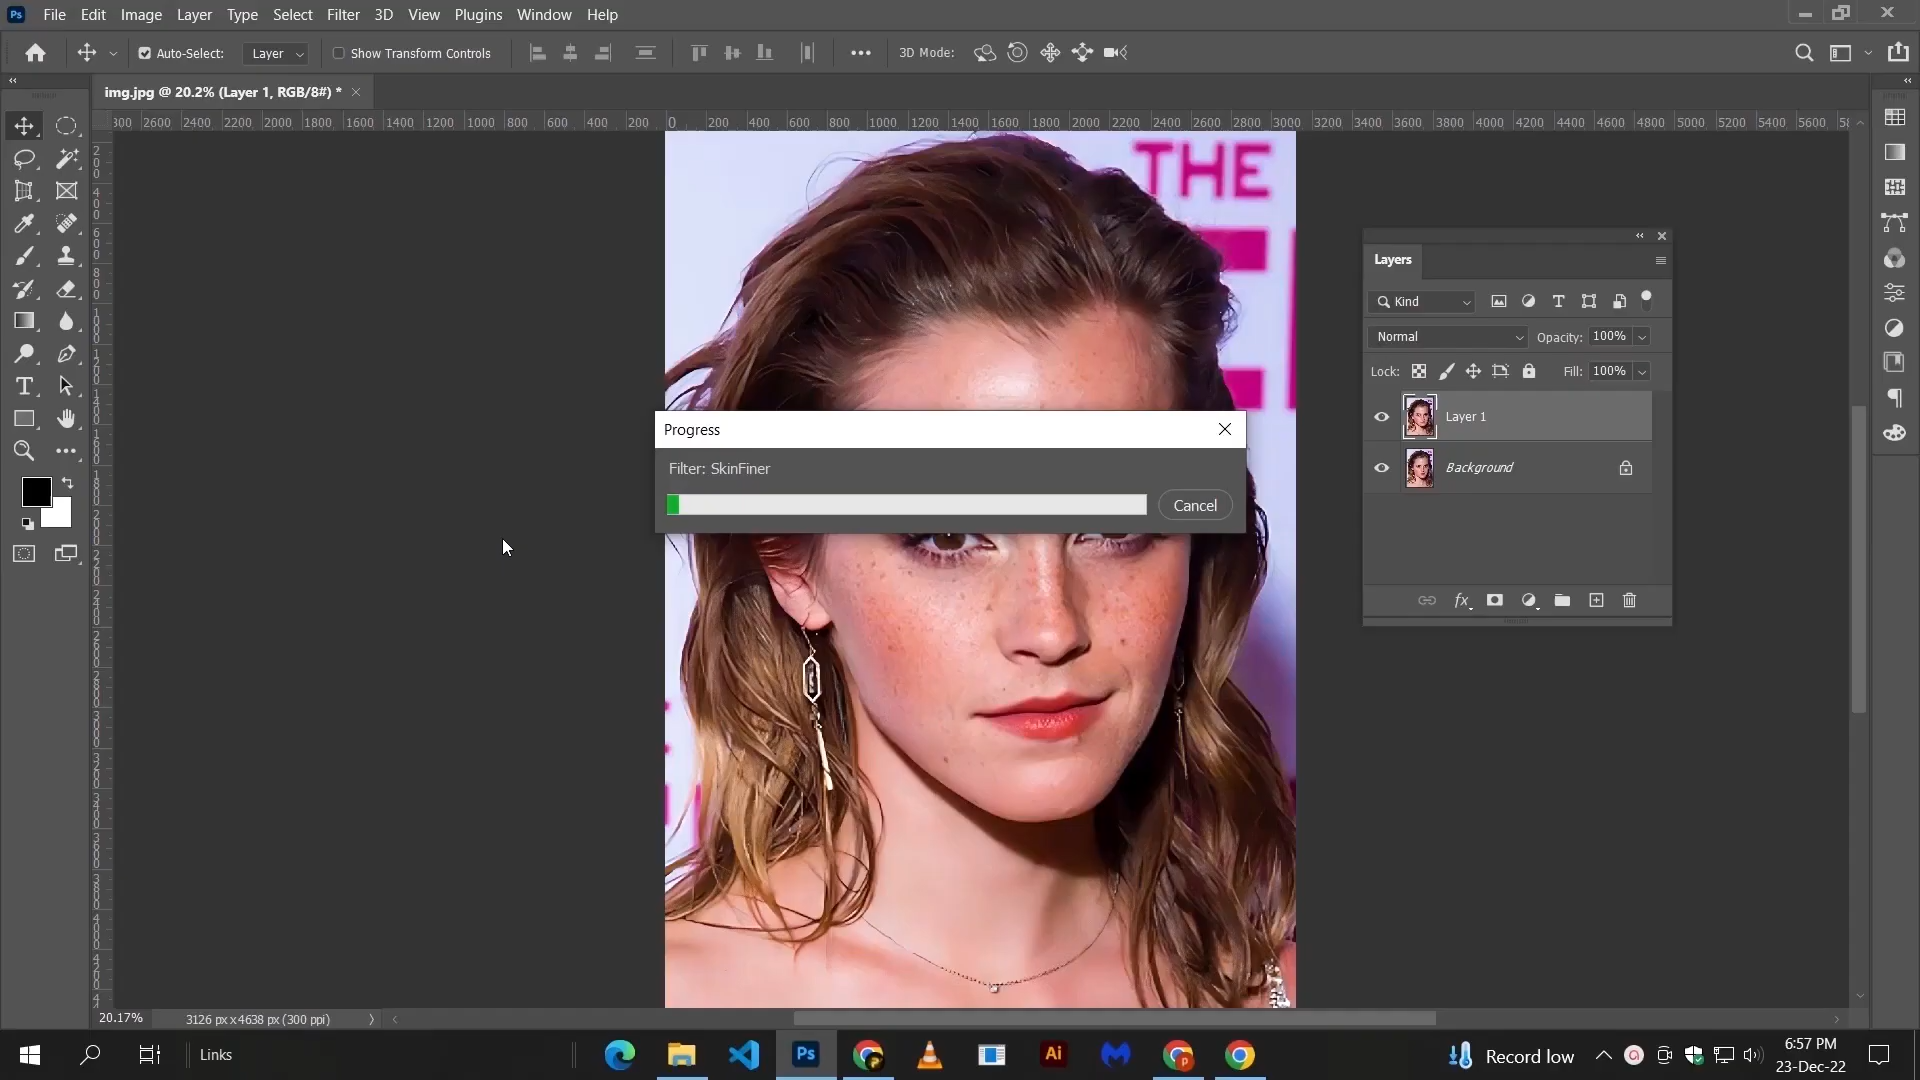 Ps File Edit Image Layer Type Select Filter 3D View Plugins Window Help
Auto-Select: Layer Show Transform Controls 3D Mode:
img.jpg @ 20.2% (Layer 1, RGB/8#) *
2600 2400 2200 2000 1800 1600 1400 1200 1000 800 600 400 200 0 200 400 600 800 1000 1200 1400 1600 1800 2000 2200 2400 2600 2800 3000 3200 3400 3600 3800 4000 4200 4400 4600 4800 5000 5200 5400 5600
THE
Layers
Kind
Normal Opacity: 100%
Lock: Fill: 100%
Layer 1
Background
Progress
Filter: SkinFiner
Cancel
20.17% 3126 px x 4638 px (300 ppi)
Links
Ps
Ai
Record low
6:57 PM
23-Dec-22